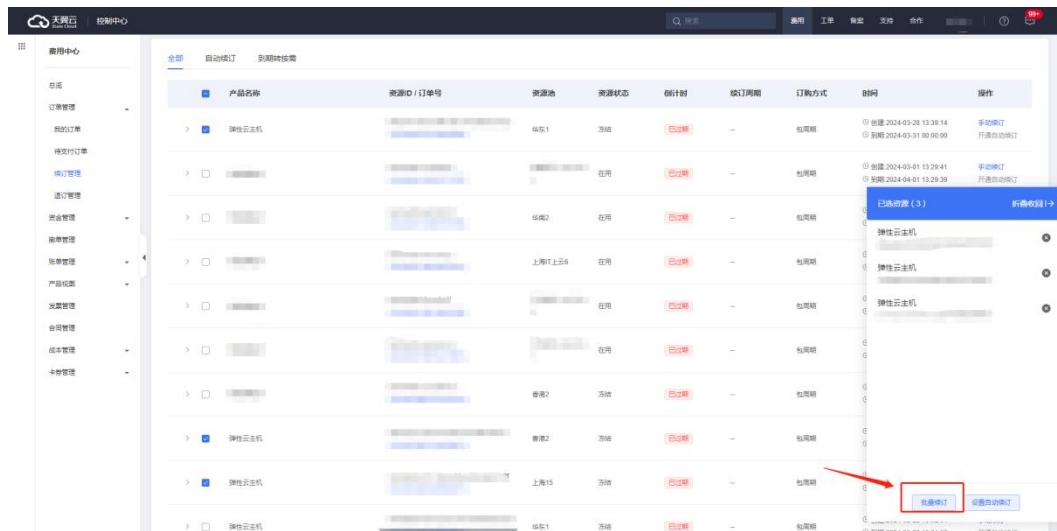 天翼云 控制中心 搜索... 费用 工单 备案 支持 合作 99+
费用中心
总览
订单管理
我的订单
待支付订单
续订管理
退订管理
资金管理
账单管理
产品视图
发票管理
合同管理
成本管理
卡券管理
全部 自动续订 到期转按需
产品名称 资源ID / 订单号 资源池 资源状态 倒计时 续订周期 订购方式 时间 操作
弹性云主机 华东1 冻结 已过期 -- 包周期 创建 2024-03-28 13:39:14 手动续订
到期 2024-03-31 00:00:00 开通自动续订
在用 已过期 -- 包周期 创建 2024-03-01 13:29:41 手动续订
到期 2024-04-01 13:29:39 开通自动续订
华南2 在用 已过期 -- 包周期
上海IT上云6 在用 已过期 -- 包周期
在用 已过期 -- 包周期
在用 已过期 -- 包周期
香港2 冻结 已过期 -- 包周期
弹性云主机 香港2 冻结 已过期 -- 包周期
弹性云主机 上海15 冻结 已过期 -- 包周期
弹性云主机 华东1 冻结 已过期 -- 包周期
已选资源（3） 折叠收回
弹性云主机
弹性云主机
弹性云主机
批量续订 设置自动续订